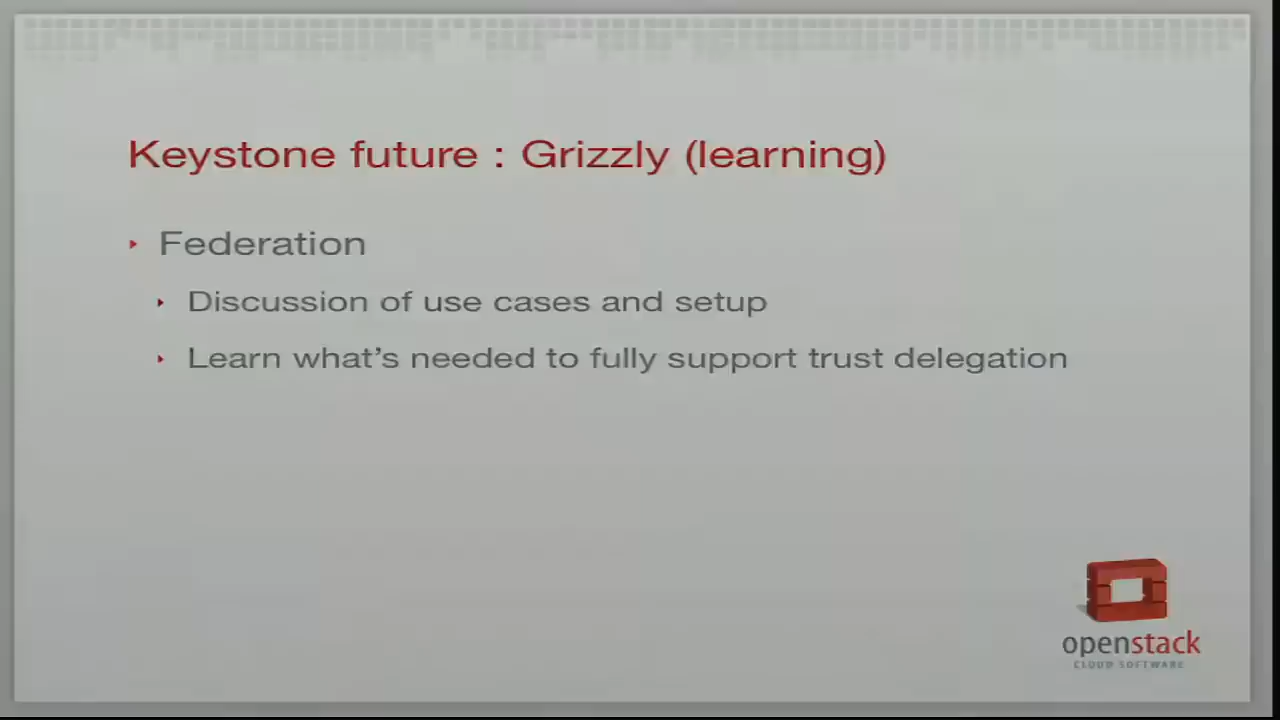 Keystone future : Grizzly (learning)
Federation
Discussion of use cases and setup
Learn what's needed to fully support trust delegation
openstack
CLOUD SOFTWARE